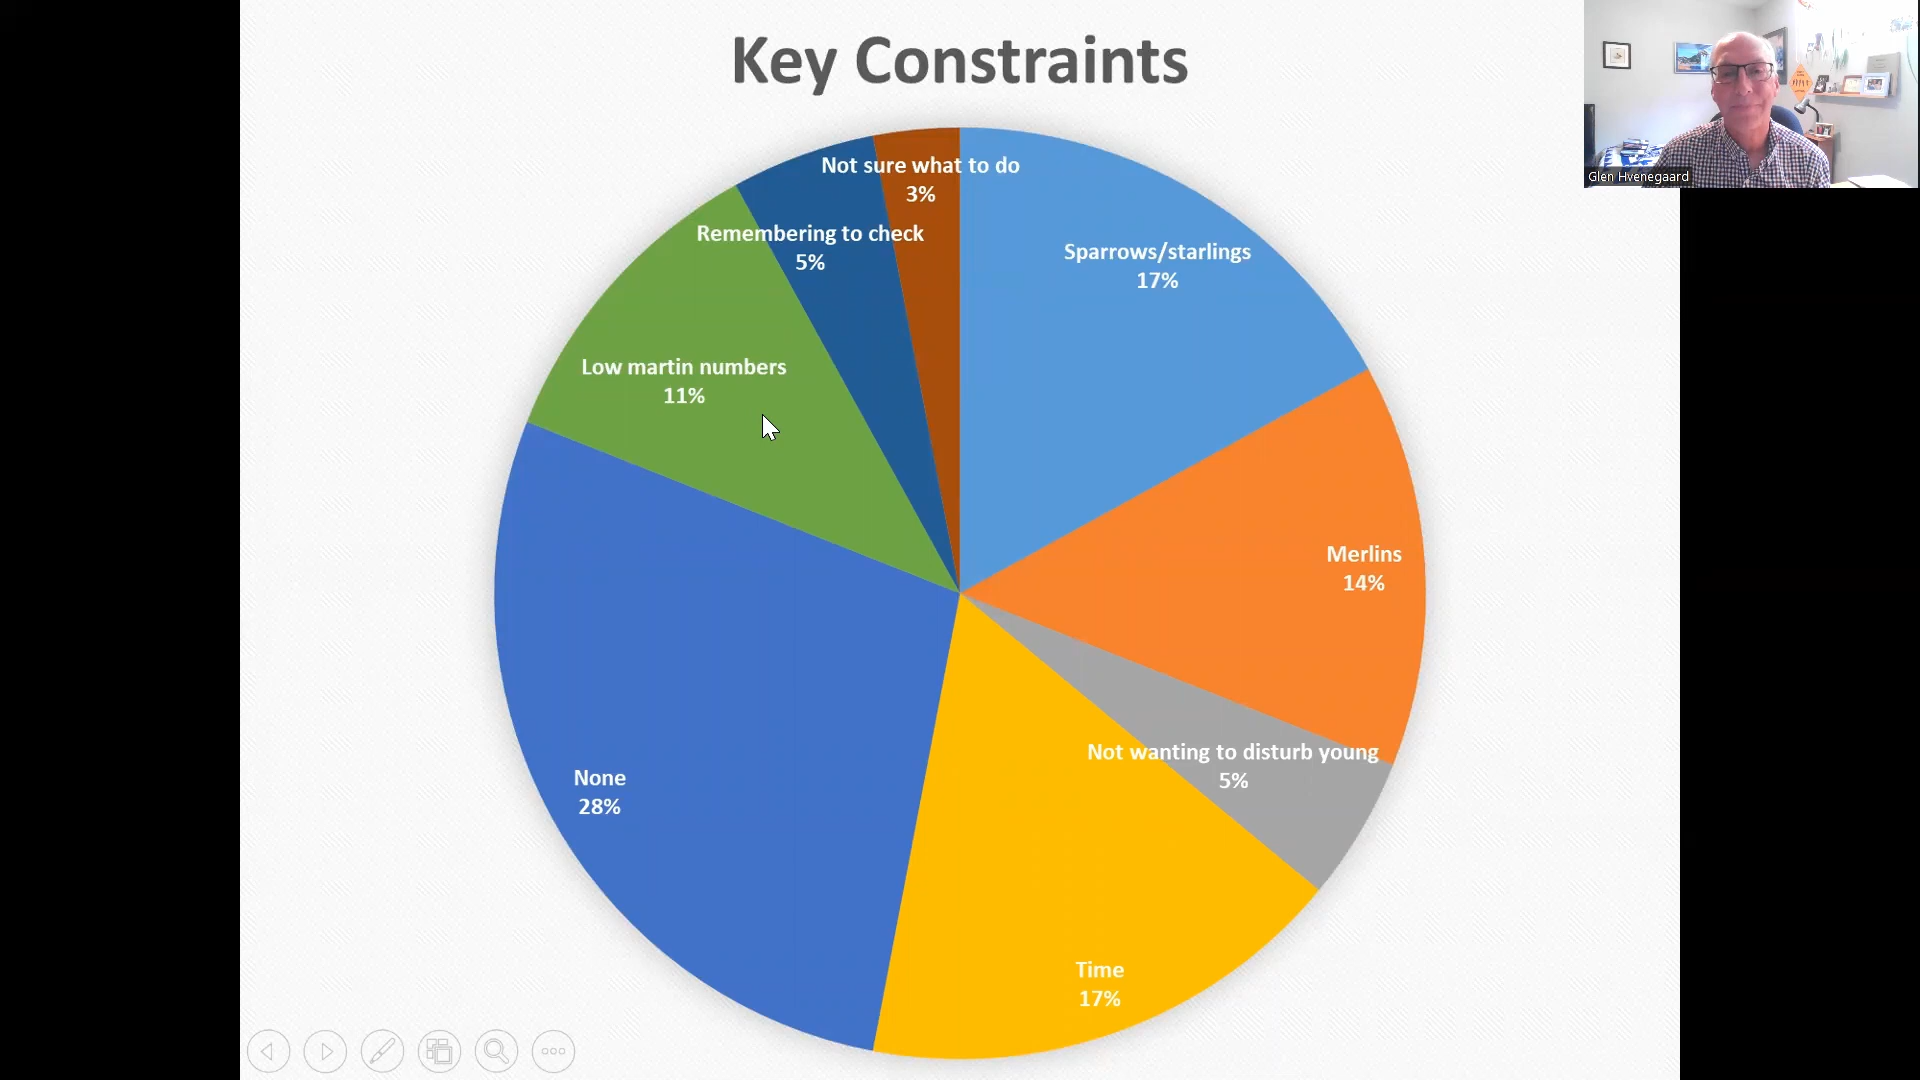 Key Constraints
Glen Hvenegaard
Not sure what to do
3%
Remembering to check
5%
Sparrows/starlings
17%
Low martin numbers
11%
Merlins
14%
Not wanting to disturb young
5%
None
28%
Time
17%